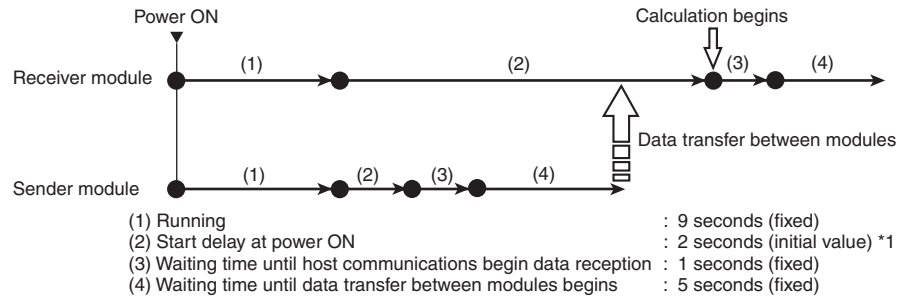 Power ON
Calculation begins
Receiver module
(1)
(2)
(3)
(4)
Data transfer between modules
Sender module
(1)
(2)
(3)
(4)
(1) Running : 9 seconds (fixed)
(2) Start delay at power ON : 2 seconds (initial value) *1
(3) Waiting time until host communications begin data reception : 1 seconds (fixed)
(4) Waiting time until data transfer between modules begins : 5 seconds (fixed)